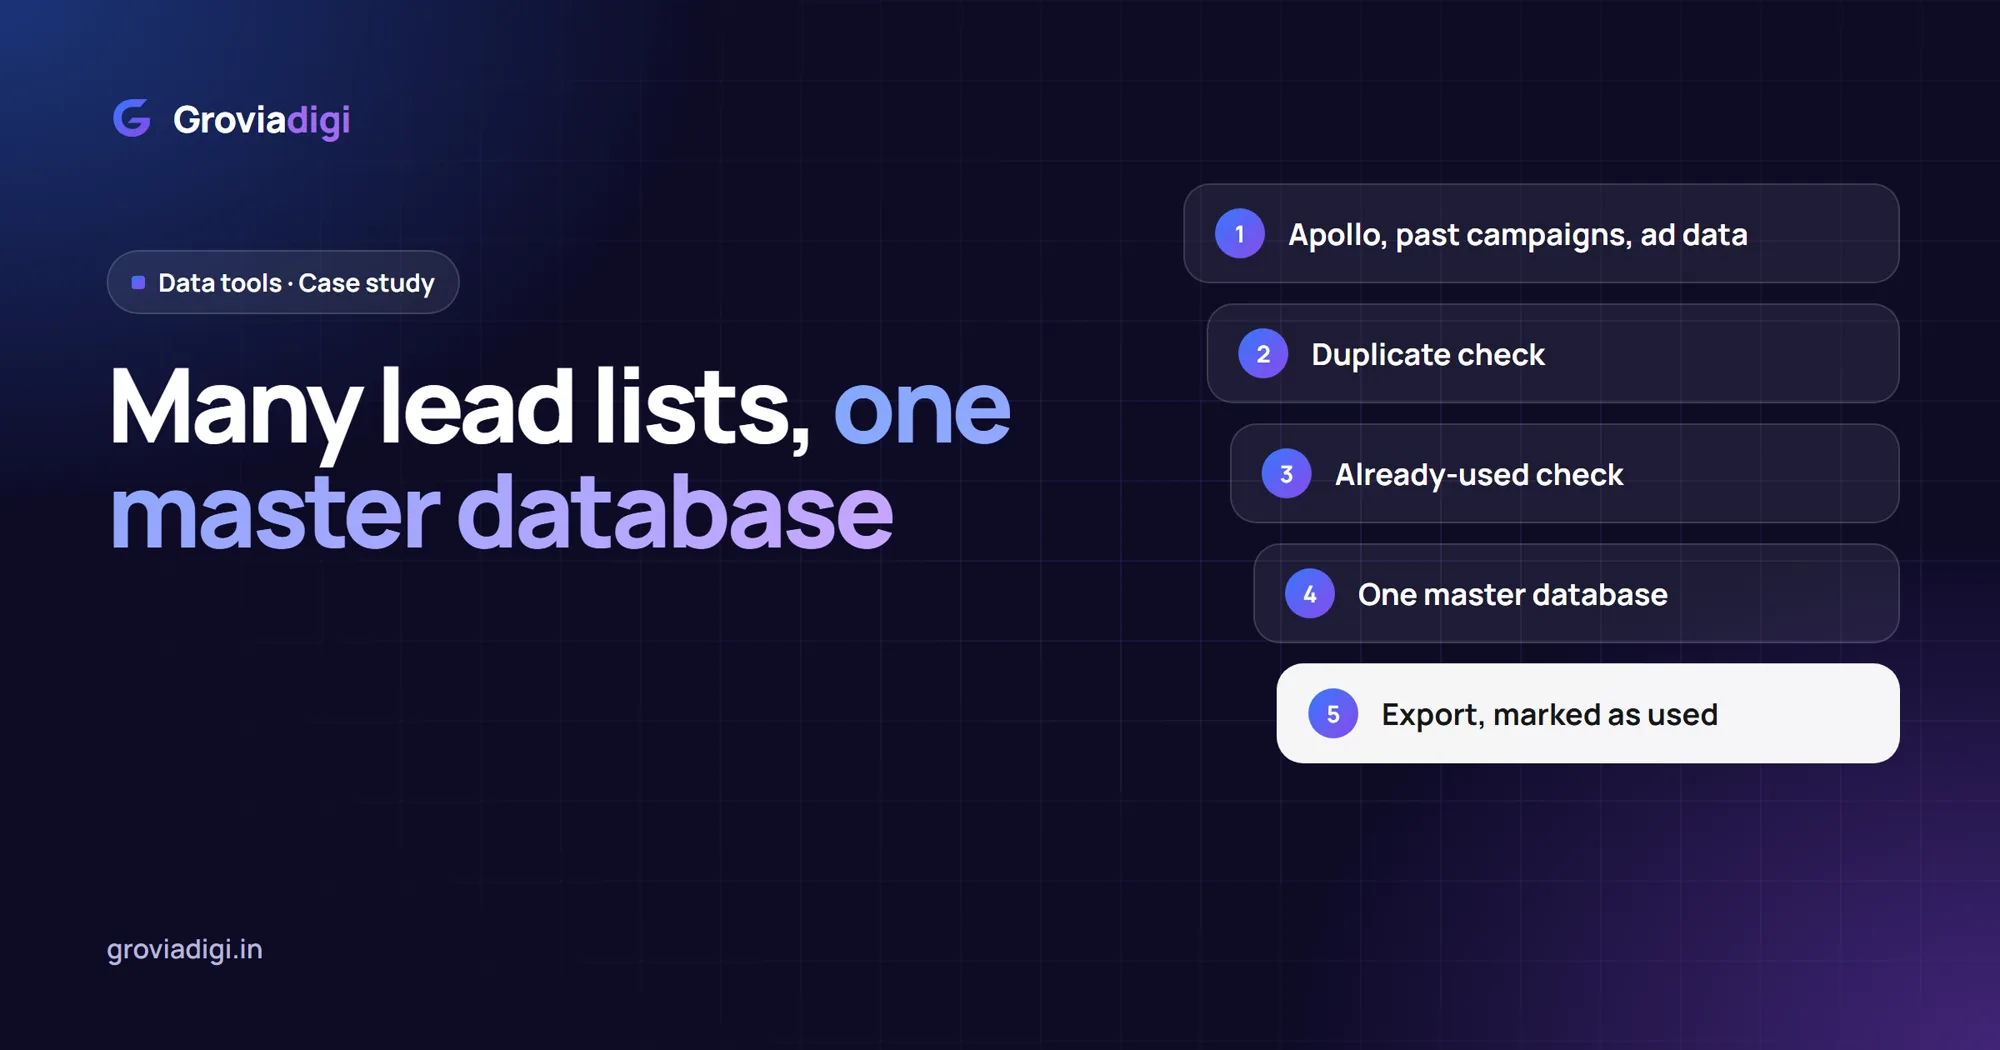 Groviadigi
Data tools · Case study
Many lead lists, one
master database
1 Apollo, past campaigns, ad data
2 Duplicate check
3 Already-used check
4 One master database
5 Export, marked as used
groviadigi.in